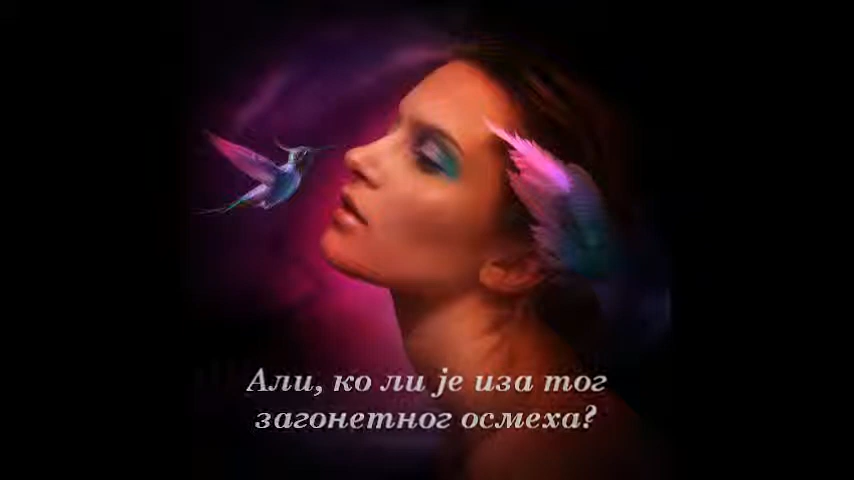 Али, ко ли је иза тог
загонетног осмеха?